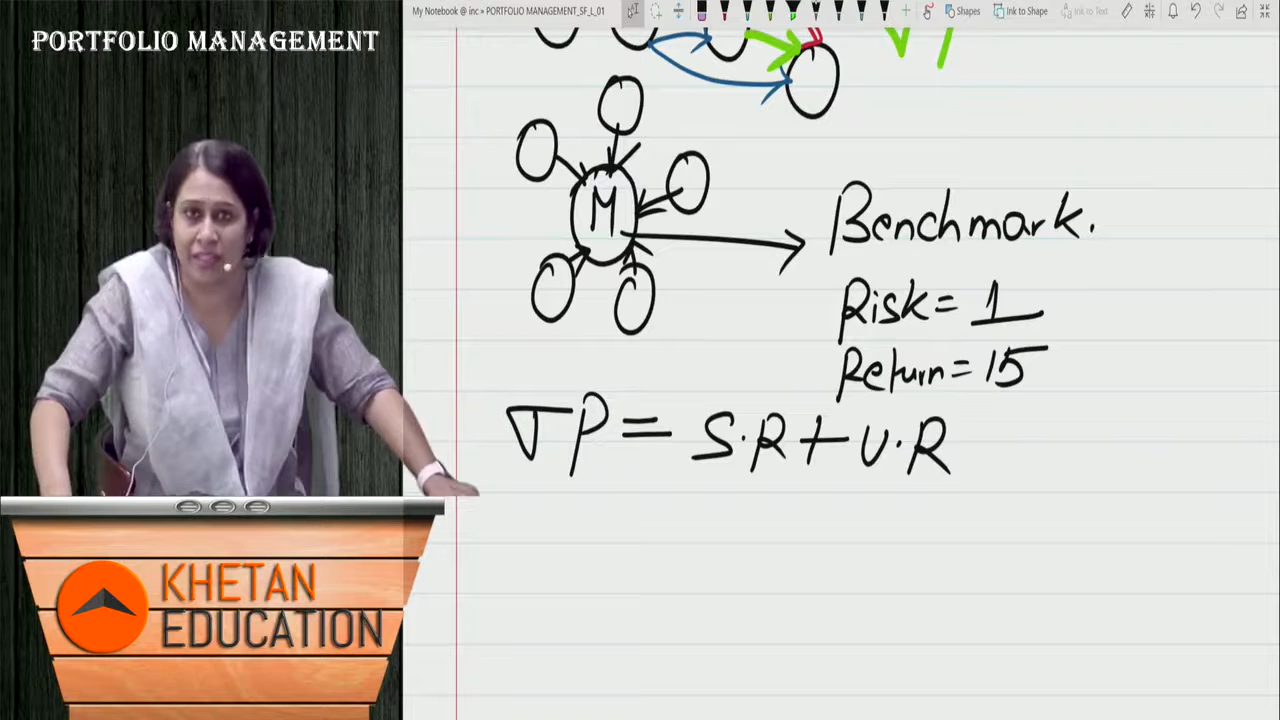 My Notebook @ inc » PORTFOLIO MANAGEMENT_SF_L_01
Shapes
Ink to Shape
Ink to Text
PORTFOLIO MANAGEMENT
M
Benchmark.
Risk = 1
Return = 15
σP = S.R + U.R
KHETAN
EDUCATION